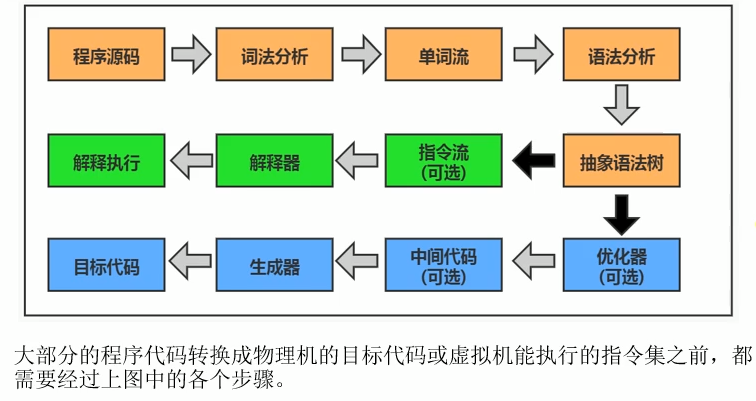 程序源码
词法分析
单词流
语法分析
解释执行
解释器
指令流
(可选)
抽象语法树
目标代码
生成器
中间代码
(可选)
优化器
(可选)
大部分的程序代码转换成物理机的目标代码或虚拟机能执行的指令集之前，都
需要经过上图中的各个步骤。